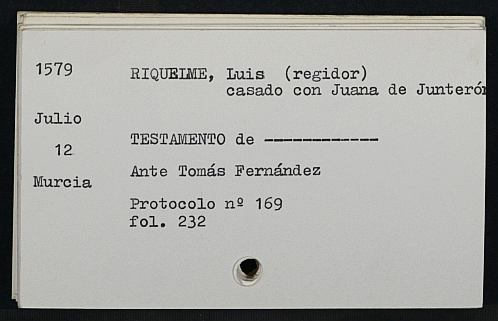 1579
RIQUELME, Luis (regidor)
casado con Juana de Junterón
Julio
12
TESTAMENTO de ------------
Murcia
Ante Tomás Fernández
Protocolo nº 169
fol. 232